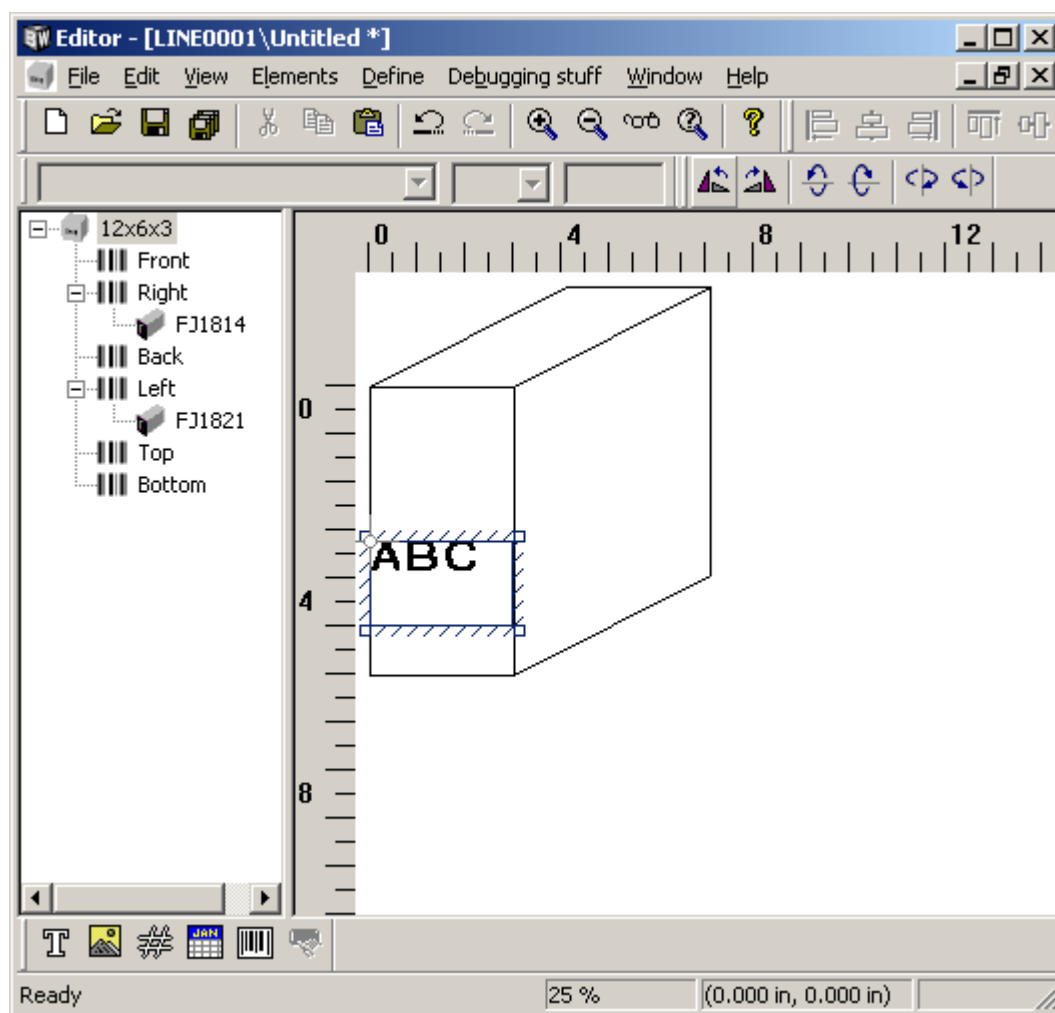 BW Editor - [LINE0001\Untitled *]
File Edit View Elements Define Debugging stuff Window Help
12x6x3
Front
Right
FJ1814
Back
Left
FJ1821
Top
Bottom
0 4 8 12
0
4
8
ABC
T JAN
Ready 25 % (0.000 in, 0.000 in)